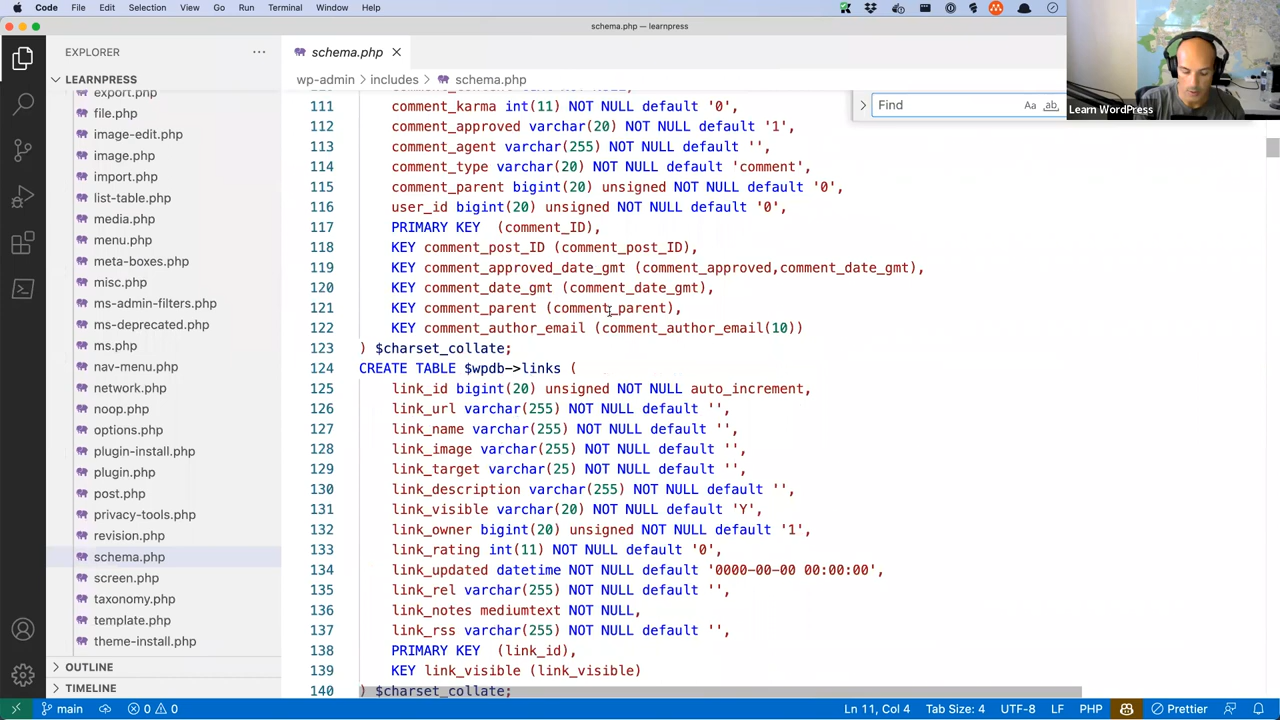 Code File Edit Selection View Go Run Terminal Window Help
schema.php — learnpress
EXPLORER
schema.php
LEARNPRESS
wp-admin > includes > schema.php
export.php
file.php
image-edit.php
image.php
import.php
list-table.php
media.php
menu.php
meta-boxes.php
misc.php
ms-admin-filters.php
ms-deprecated.php
ms.php
nav-menu.php
network.php
noop.php
options.php
plugin-install.php
plugin.php
post.php
privacy-tools.php
revision.php
schema.php
screen.php
taxonomy.php
template.php
theme-install.php
OUTLINE
TIMELINE
Find Aa ab
Learn WordPress
111 comment_karma int(11) NOT NULL default '0',
112 comment_approved varchar(20) NOT NULL default '1',
113 comment_agent varchar(255) NOT NULL default '',
114 comment_type varchar(20) NOT NULL default 'comment',
115 comment_parent bigint(20) unsigned NOT NULL default '0',
116 user_id bigint(20) unsigned NOT NULL default '0',
117 PRIMARY KEY  (comment_ID),
118 KEY comment_post_ID (comment_post_ID),
119 KEY comment_approved_date_gmt (comment_approved,comment_date_gmt),
120 KEY comment_date_gmt (comment_date_gmt),
121 KEY comment_parent (comment_parent),
122 KEY comment_author_email (comment_author_email(10))
123 ) $charset_collate;
124 CREATE TABLE $wpdb->links (
125 link_id bigint(20) unsigned NOT NULL auto_increment,
126 link_url varchar(255) NOT NULL default '',
127 link_name varchar(255) NOT NULL default '',
128 link_image varchar(255) NOT NULL default '',
129 link_target varchar(25) NOT NULL default '',
130 link_description varchar(255) NOT NULL default '',
131 link_visible varchar(20) NOT NULL default 'Y',
132 link_owner bigint(20) unsigned NOT NULL default '1',
133 link_rating int(11) NOT NULL default '0',
134 link_updated datetime NOT NULL default '0000-00-00 00:00:00',
135 link_rel varchar(255) NOT NULL default '',
136 link_notes mediumtext NOT NULL,
137 link_rss varchar(255) NOT NULL default '',
138 PRIMARY KEY  (link_id),
139 KEY link_visible (link_visible)
140 ) $charset_collate;
main 0 0 Ln 11, Col 4 Tab Size: 4 UTF-8 LF PHP Prettier